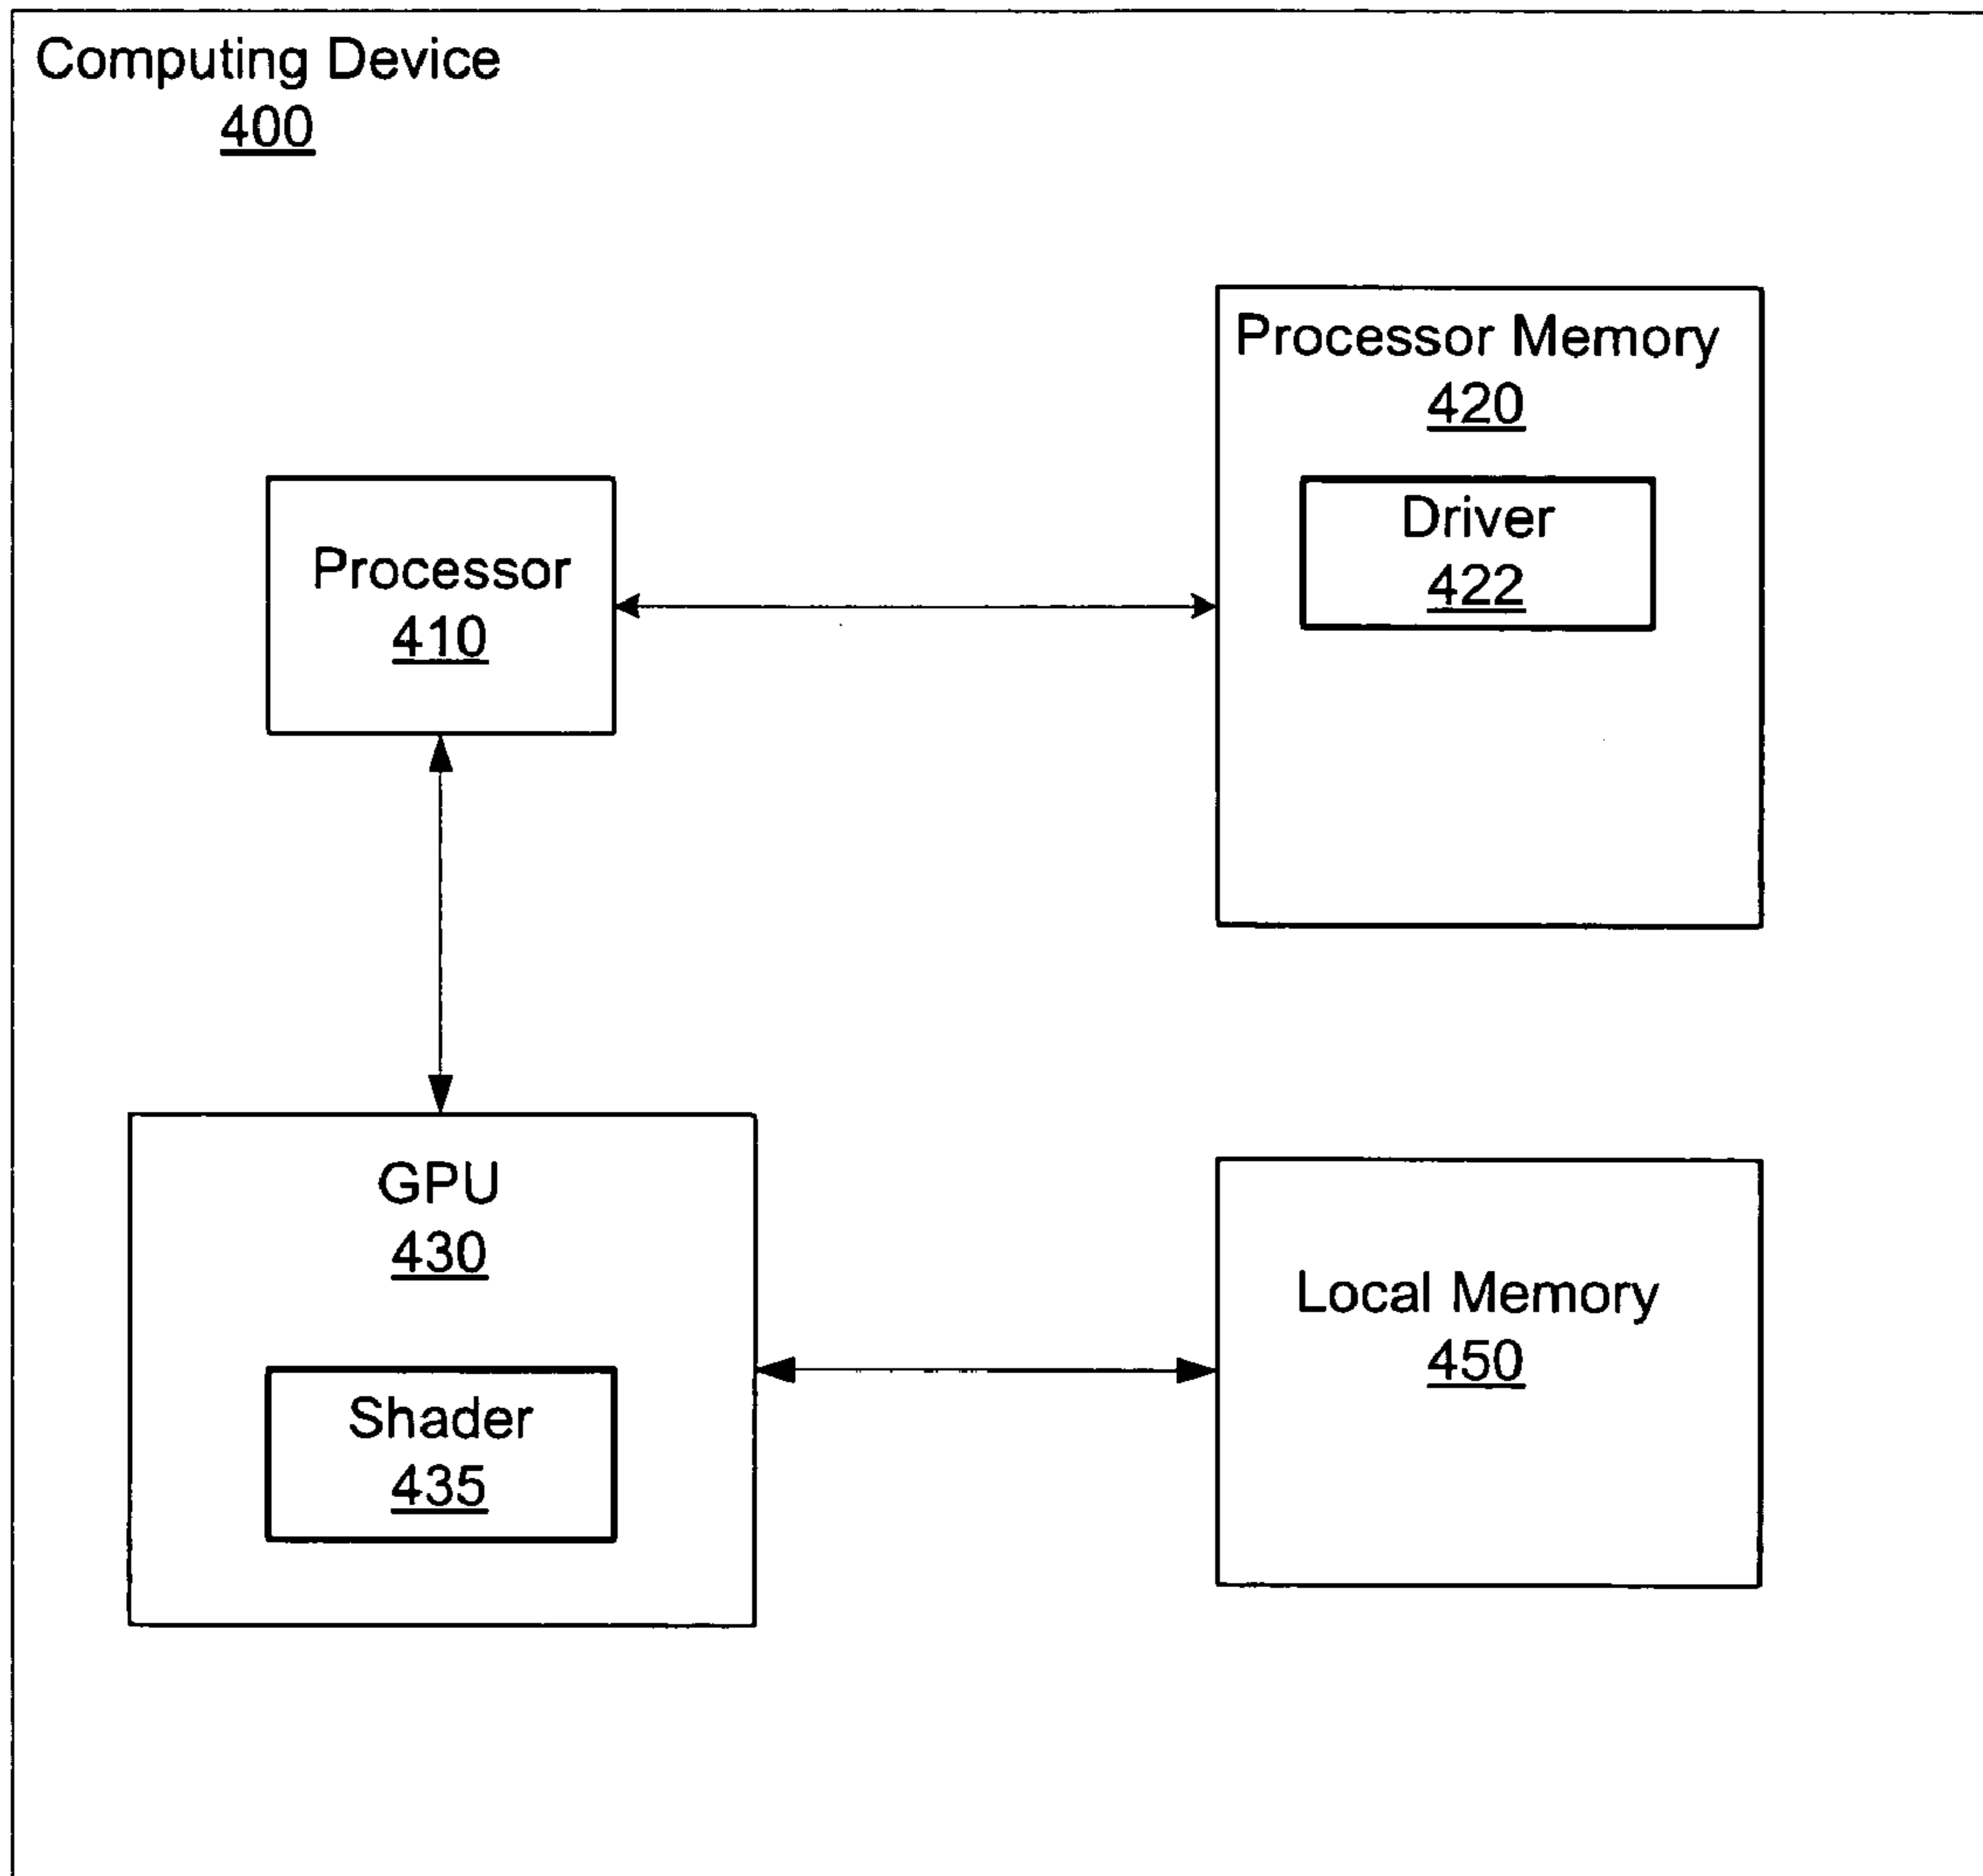 Computing Device
400
Processor Memory
420
Driver
422
Processor
410
GPU
430
Shader
435
Local Memory
450